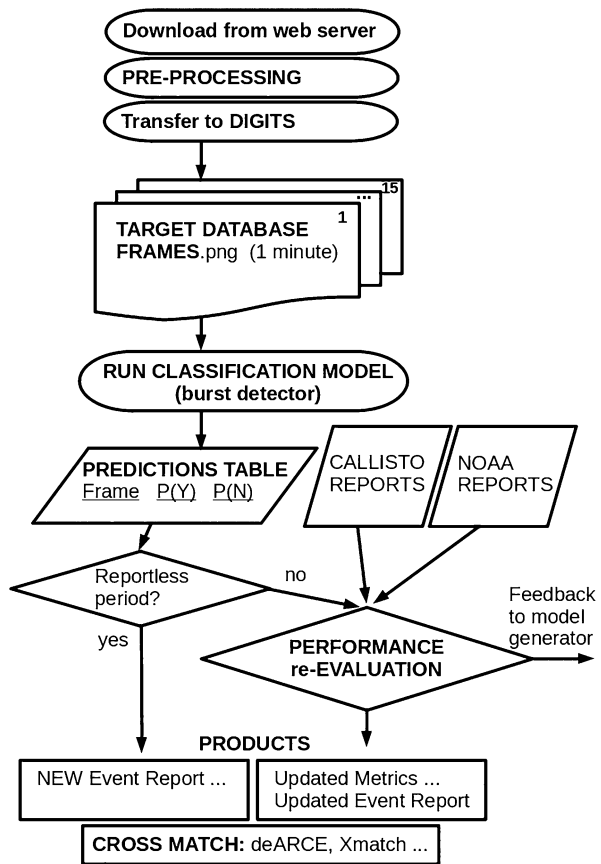 Download from web server
PRE-PROCESSING
Transfer to DIGITS
15
...
1
TARGET DATABASE
FRAMES.png (1 minute)
RUN CLASSIFICATION MODEL
(burst detector)
PREDICTIONS TABLE
Frame P(Y) P(N)
CALLISTO
REPORTS
NOAA
REPORTS
Reportless
period?
no
yes
PERFORMANCE
re-EVALUATION
Feedback
to model
generator
PRODUCTS
NEW Event Report ...
Updated Metrics ...
Updated Event Report
CROSS MATCH: deARCE, Xmatch ...